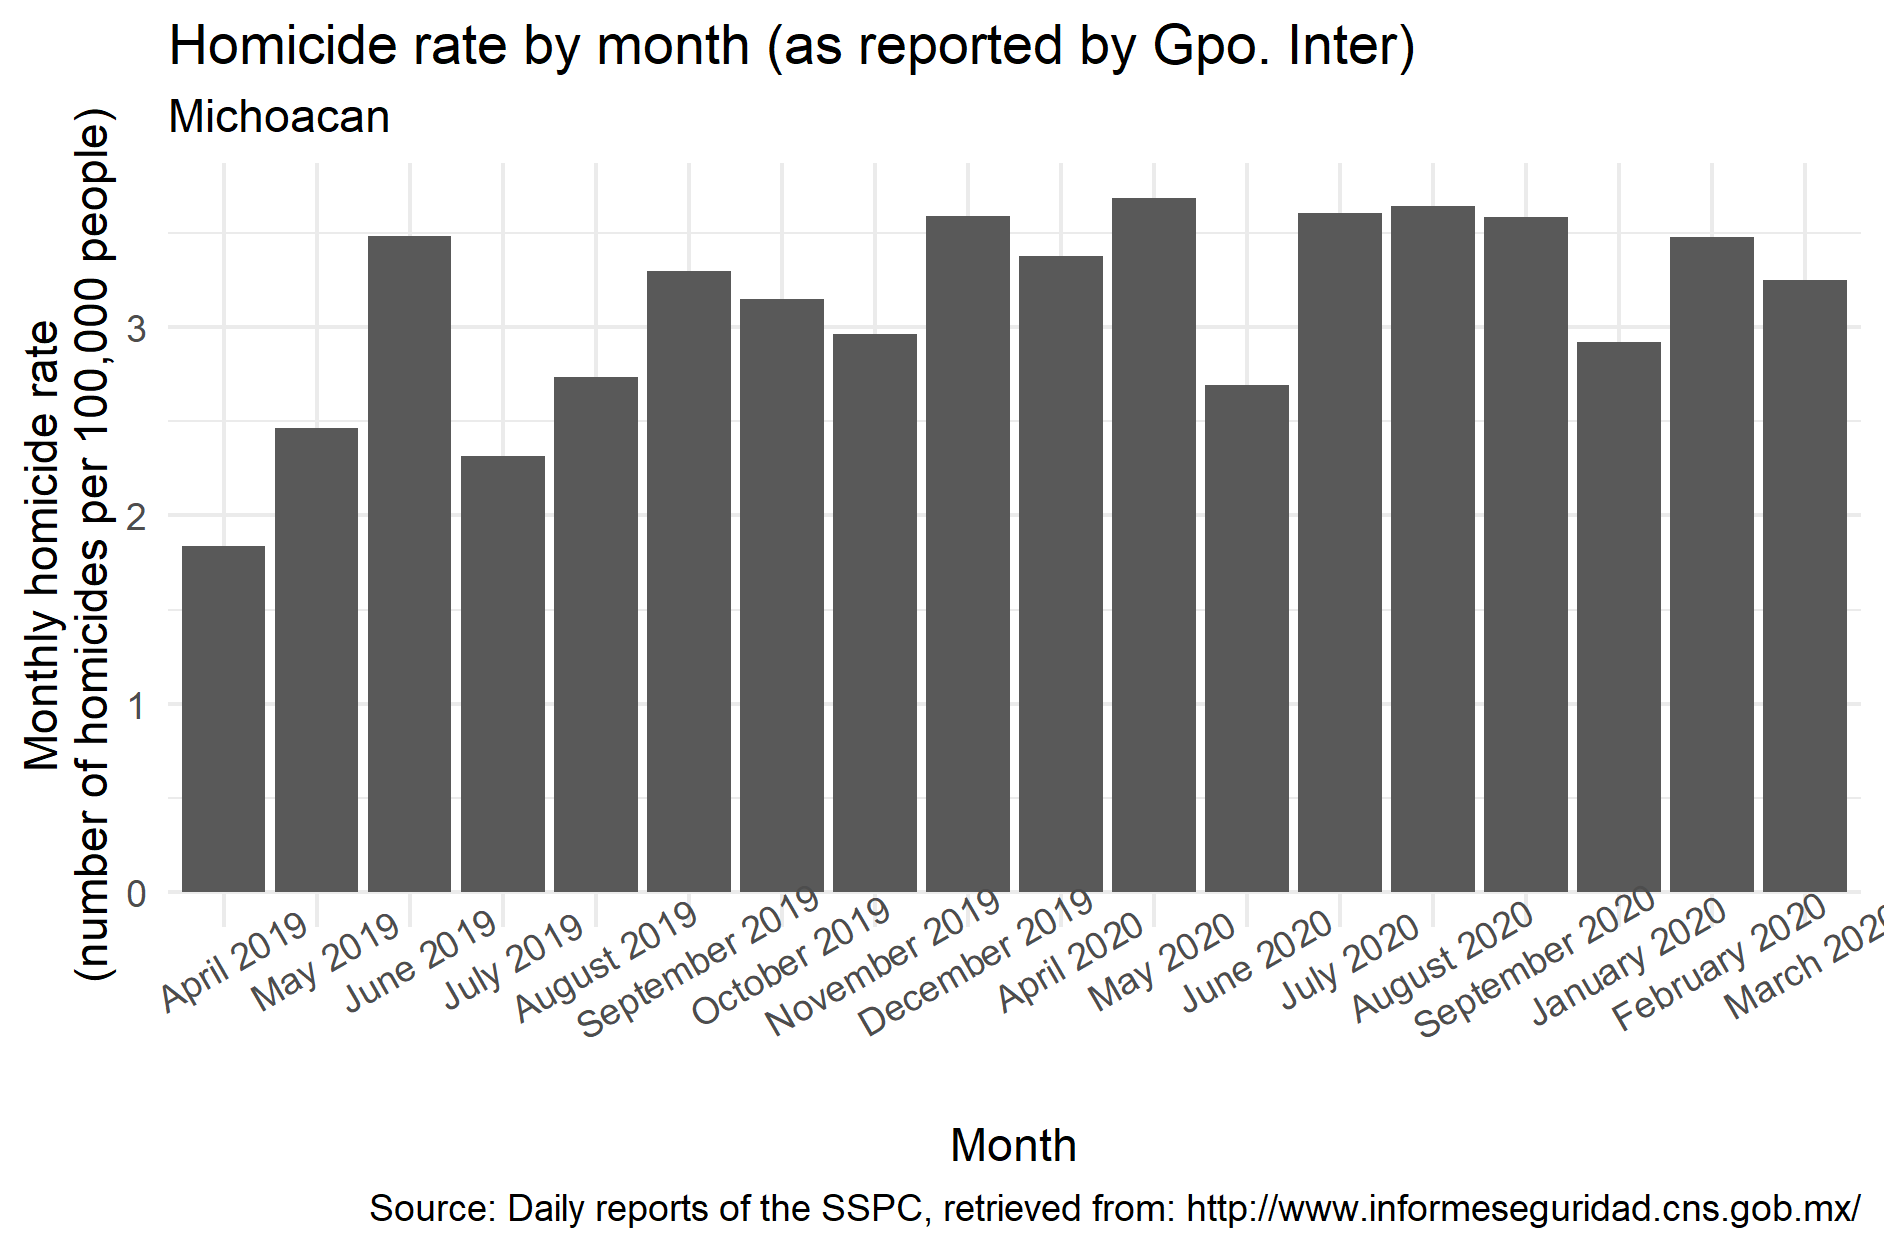 Homicide rate by month (as reported by Gpo. Inter)
Michoacan
Monthly homicide rate
(number of homicides per 100,000 people)
3
2
1
0
April 2019
May 2019
June 2019
July 2019
August 2019
September 2019
October 2019
November 2019
December 2019
April 2020
May 2020
June 2020
July 2020
August 2020
September 2020
January 2020
February 2020
March 2020
Month
Source: Daily reports of the SSPC, retrieved from: http://www.informeseguridad.cns.gob.mx/